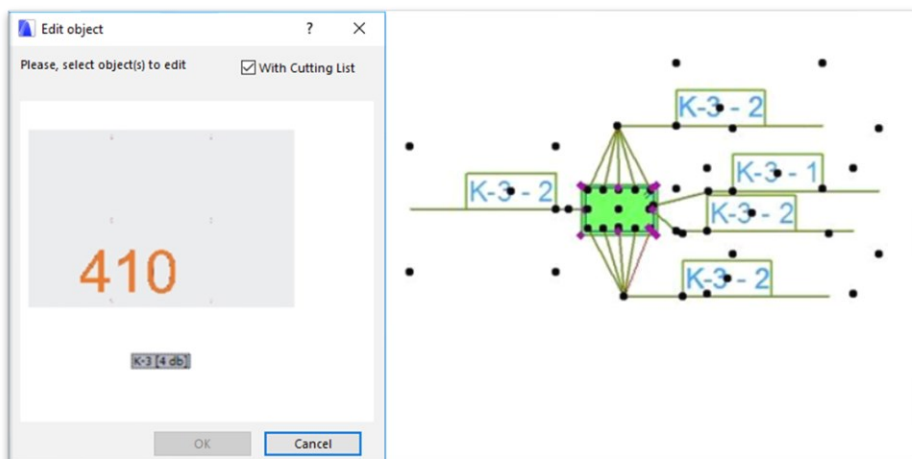 Edit object
Please, select object(s) to edit
With Cutting List
410
K-3 [4 db]
OK
Cancel
K-3 - 2
K-3 - 2
K-3 - 1
K-3 - 2
K-3 - 2